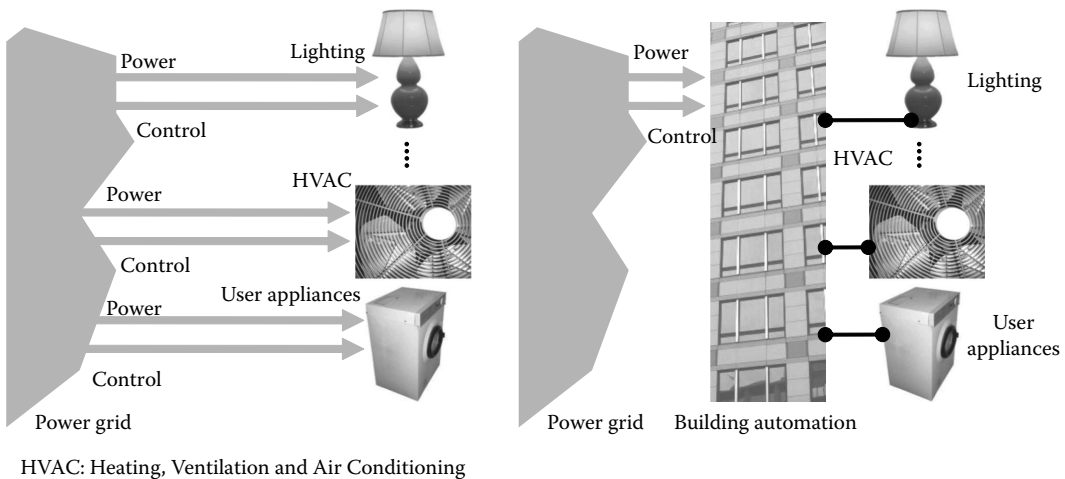 Lighting
Power
Control
HVAC
Power
Control
User appliances
Power
Control
Power grid
Power
Lighting
Control
HVAC
User
appliances
Power grid
Building automation
HVAC: Heating, Ventilation and Air Conditioning